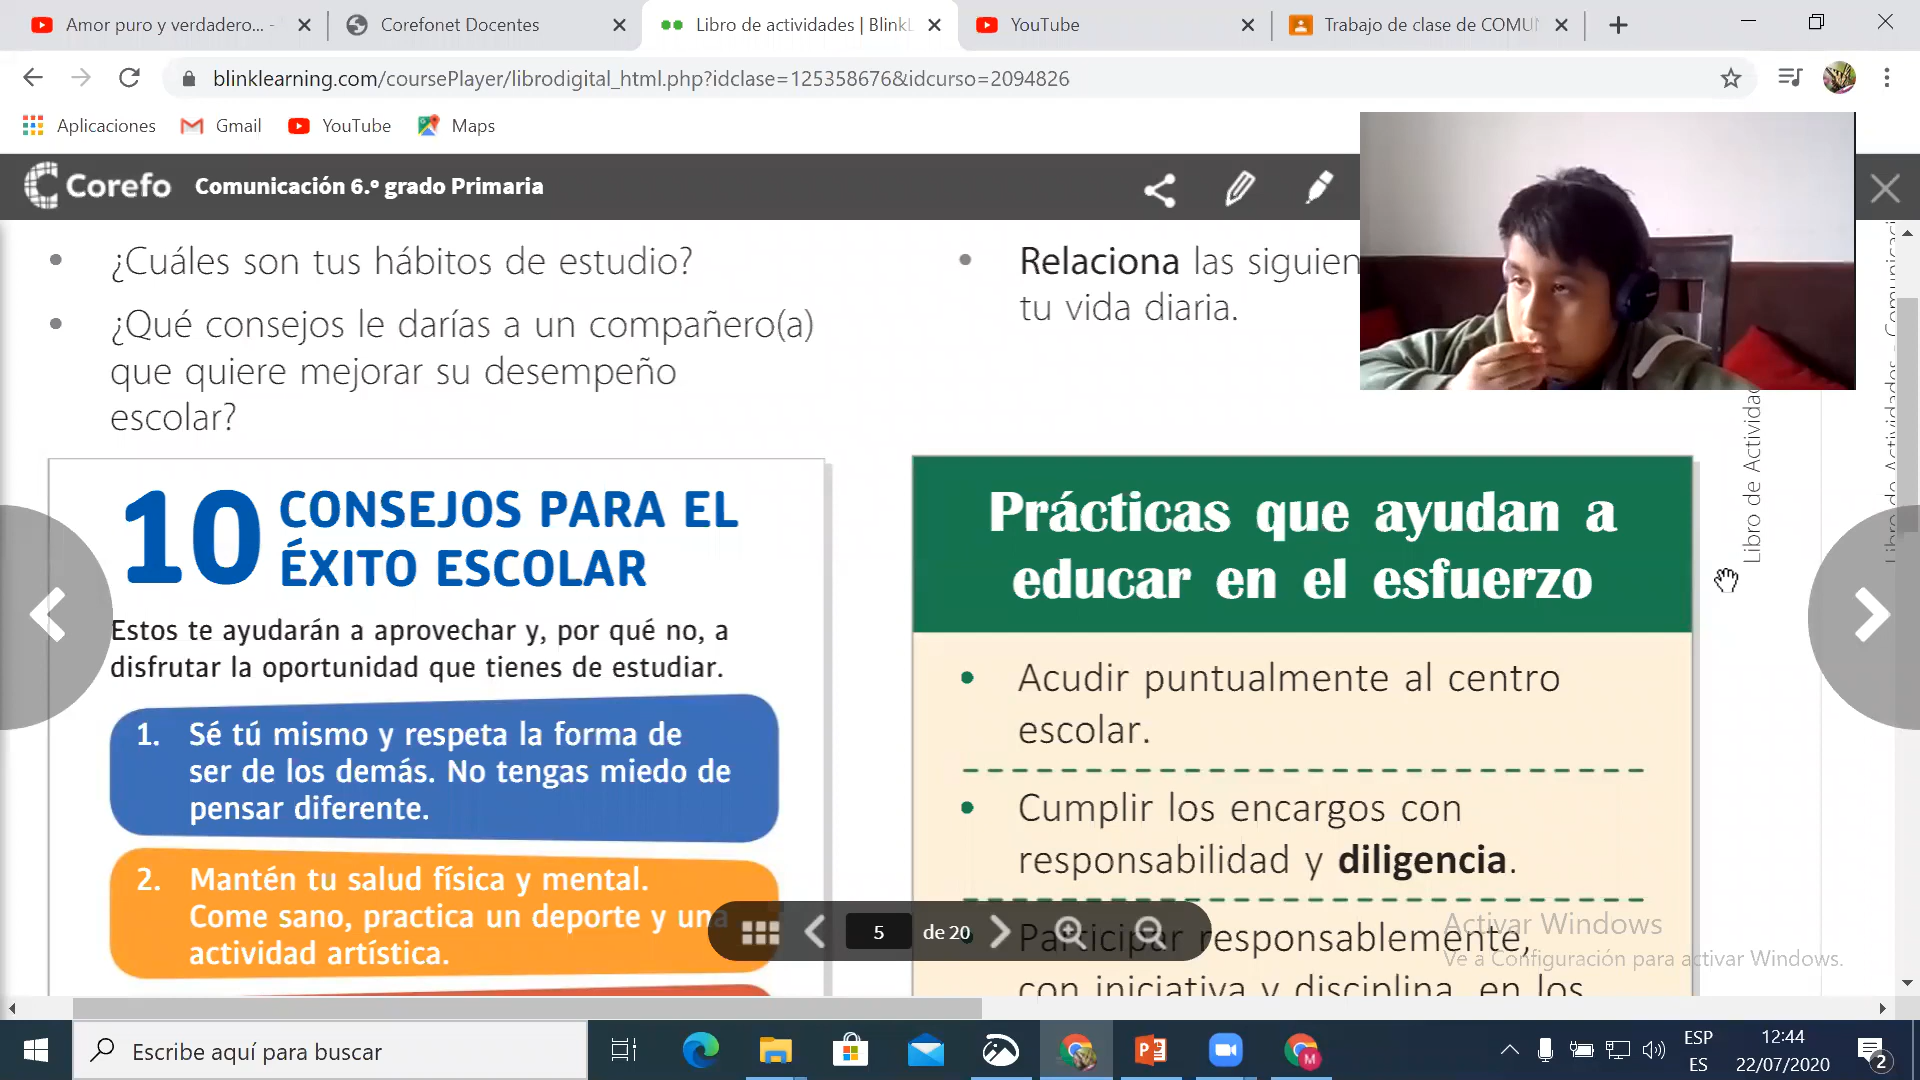 Amor puro y verdadero... -
Corefonet Docentes
Libro de actividades | BlinkL
YouTube
Trabajo de clase de COMUN
blinklearning.com/coursePlayer/librodigital_html.php?idclase=125358676&idcurso=2094826
Aplicaciones
Gmail
YouTube
Maps
Corefo
Comunicación 6.º grado Primaria
• ¿Cuáles son tus hábitos de estudio?
• ¿Qué consejos le darías a un compañero(a)
que quiere mejorar su desempeño
escolar?
• Relaciona las siguien
tu vida diaria.
10 CONSEJOS PARA EL
ÉXITO ESCOLAR
Estos te ayudarán a aprovechar y, por qué no, a
disfrutar la oportunidad que tienes de estudiar.
1. Sé tú mismo y respeta la forma de
ser de los demás. No tengas miedo de
pensar diferente.
2. Mantén tu salud física y mental.
Come sano, practica un deporte y una
actividad artística.
Prácticas que ayudan a
educar en el esfuerzo
• Acudir puntualmente al centro
escolar.
• Cumplir los encargos con
responsabilidad y diligencia.
• Participar responsablemente,
con iniciativa y disciplina, en los
Libro de Actividad
Libro de Actividades - Comunicaci
5 de 20
Activar Windows
Ve a Configuración para activar Windows.
Escribe aquí para buscar
ESP
ES
12:44
22/07/2020
2